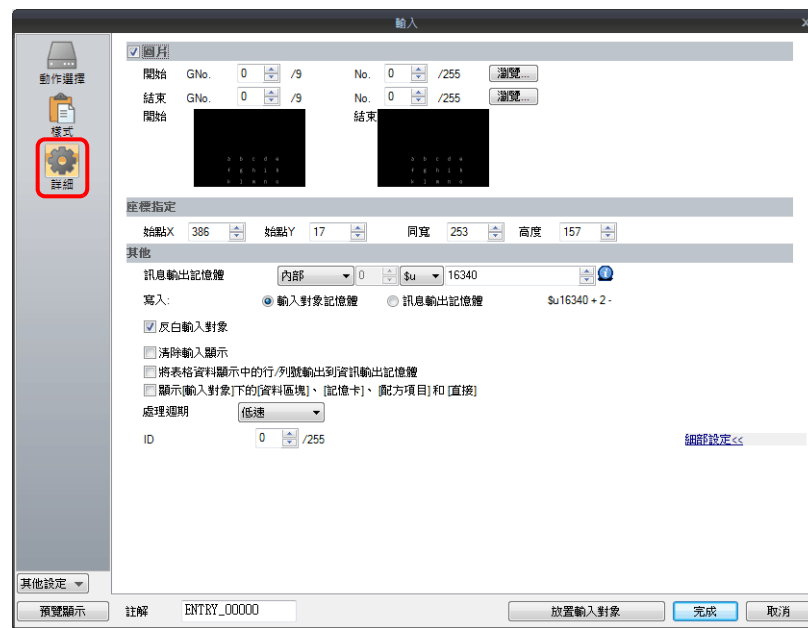 輸入
動作選擇
樣式
詳細
圖片
開始 GNo. 0 /9 No. 0 /255 瀏覽...
結束 GNo. 0 /9 No. 0 /255 瀏覽...
開始 結束
a b c d e
f g h i k
a b c d e
f g h i k
座標指定
始點X 386 始點Y 17 同寬 253 高度 157
其他
訊息輸出記憶體 內部 0 $u 16340
寫入: 輸入對象記憶體 訊息輸出記憶體 $u16340 + 2 -
反白輸入對象
清除輸入顯示
將表格資料顯示中的行/列號輸出到資訊輸出記憶體
顯示[輸入對象]下的[資料區塊]、[記憶卡]、[配方項目]和[直接]
處理週期 低速
ID 0 /255
細部設定<<
其他設定
預覽顯示 註解 ENTRY_00000 放置輸入對象 完成 取消